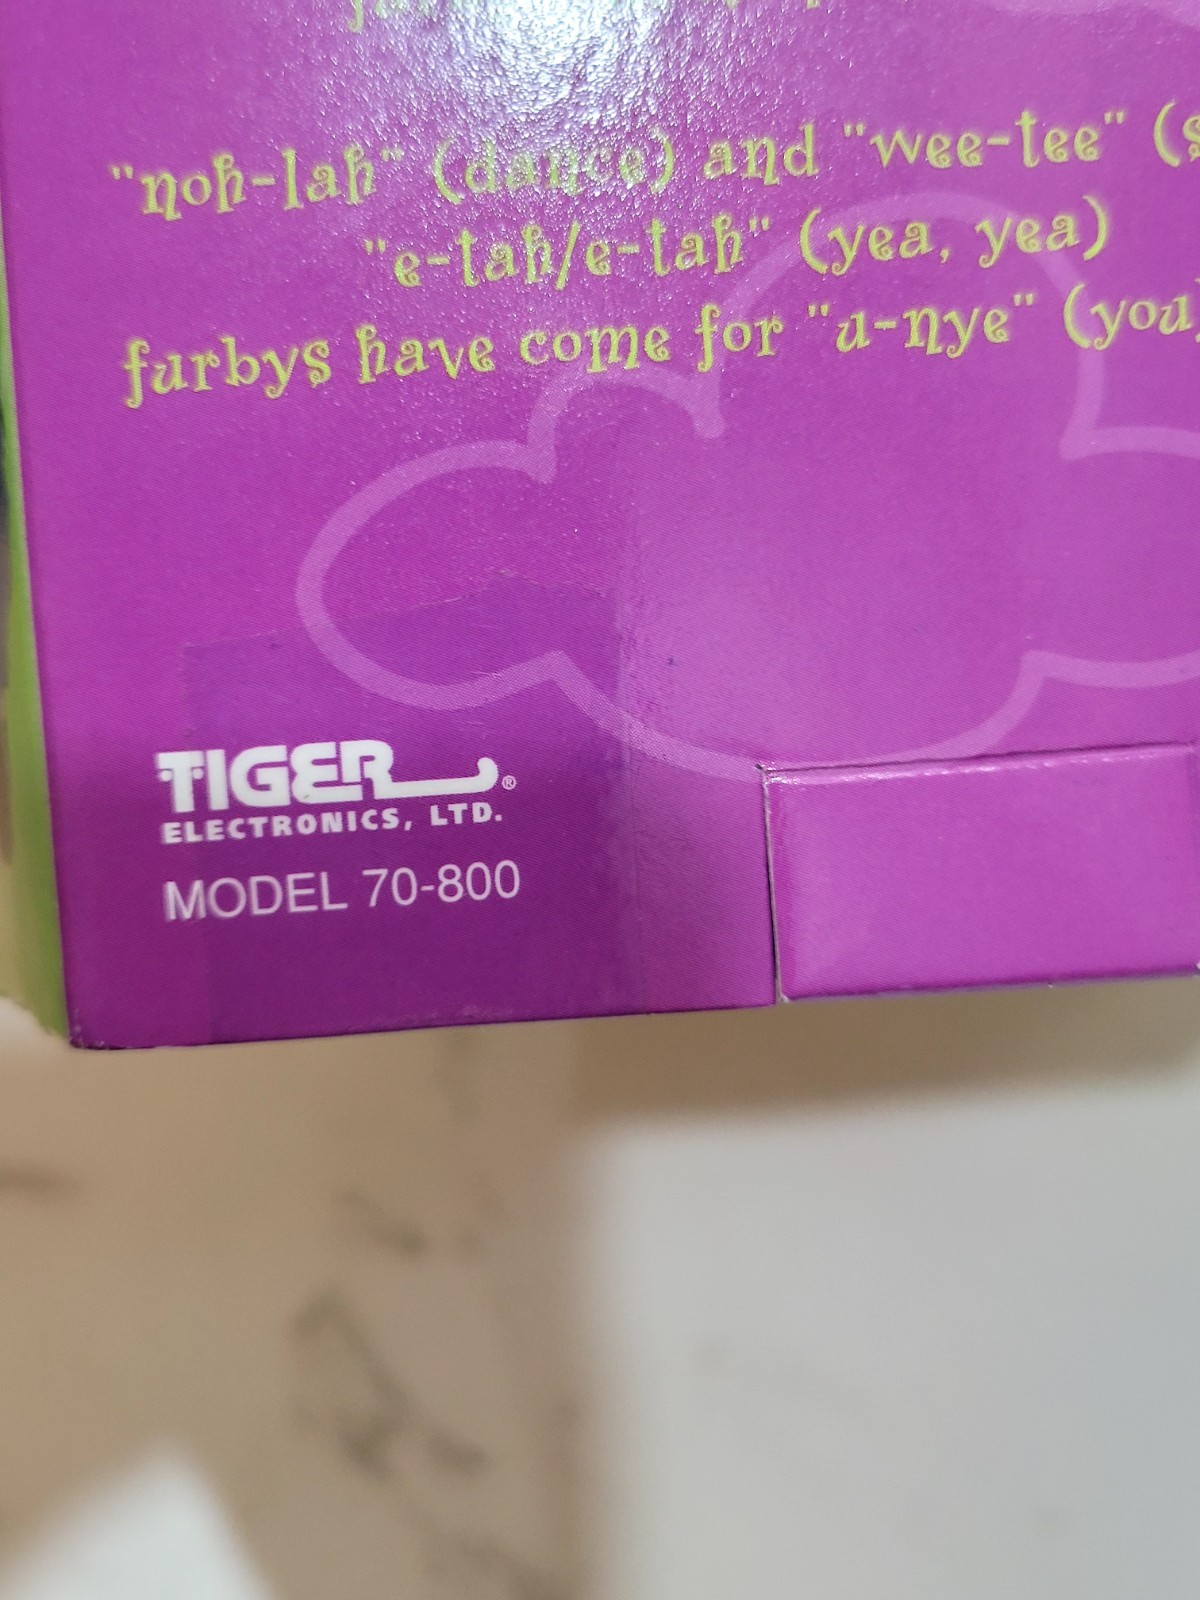 "noh-lah" (dance) and "wee-tee" (s
"e-tah/e-tah" (yea, yea)
furbys have come for "u-nye" (you)
TIGER®
ELECTRONICS, LTD.
MODEL 70-800